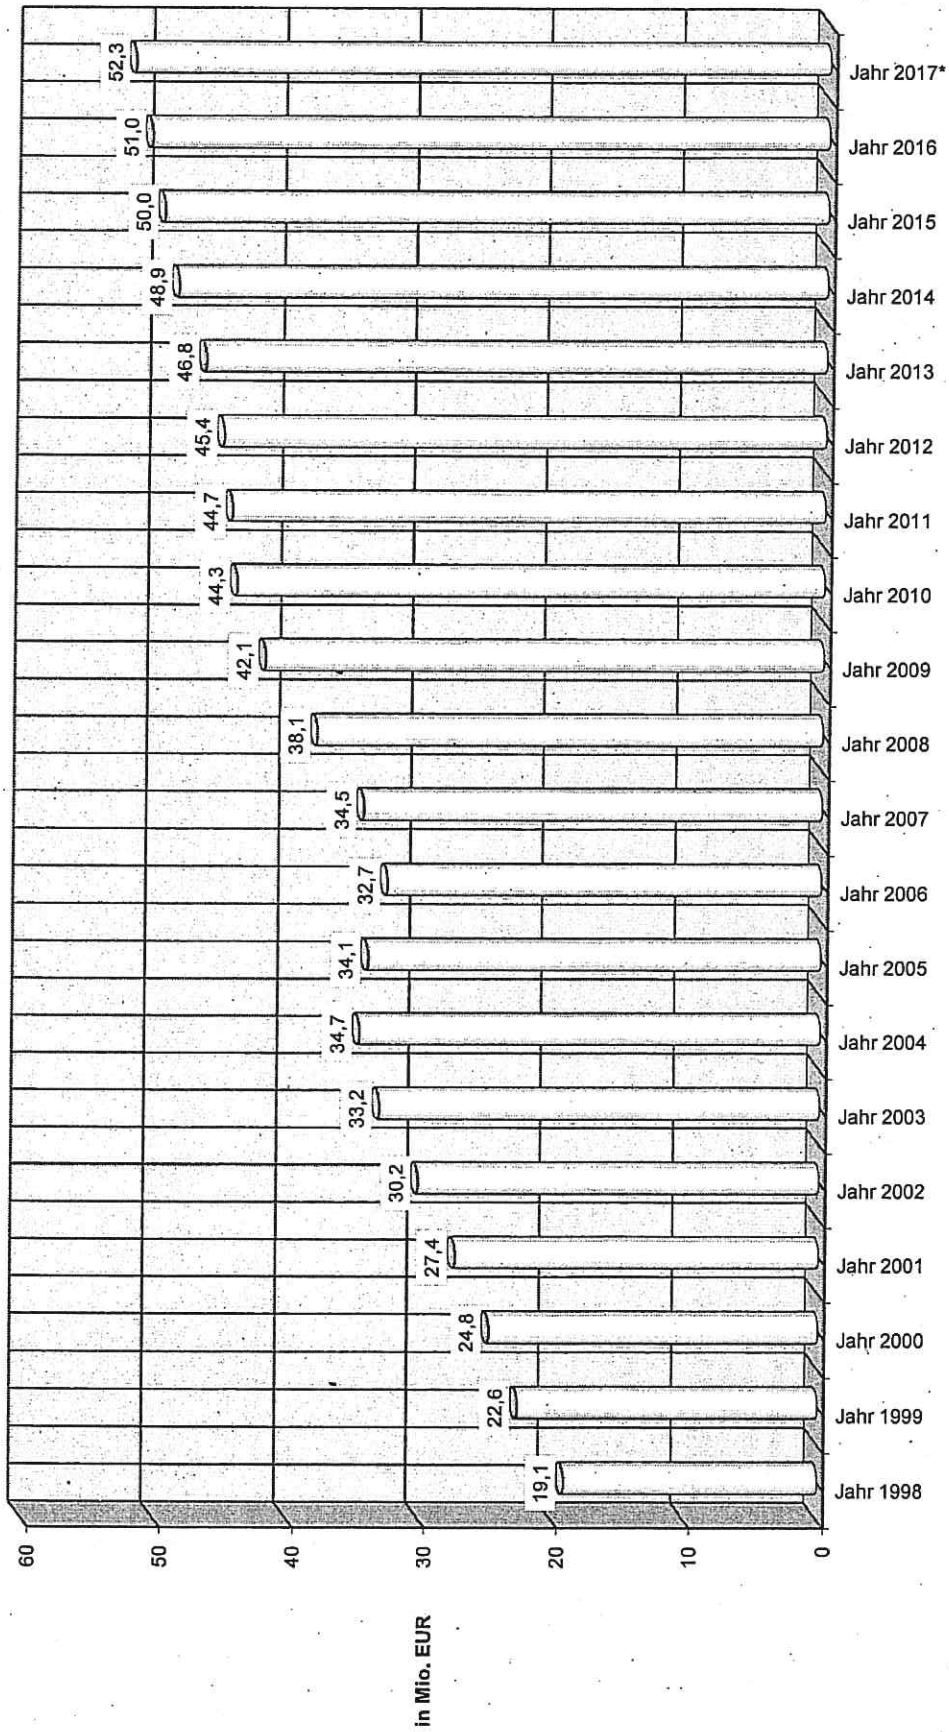 52,3
51,0
50,0
48,9
46,8
45,4
44,7
44,3
42,1
38,1
34,5
32,7
34,1
34,7
33,2
30,2
27,4
24,8
22,6
19,1
Jahr 2017*
Jahr 2016
Jahr 2015
Jahr 2014
Jahr 2013
Jahr 2012
Jahr 2011
Jahr 2010
Jahr 2009
Jahr 2008
Jahr 2007
Jahr 2006
Jahr 2005
Jahr 2004
Jahr 2003
Jahr 2002
Jahr 2001
Jahr 2000
Jahr 1999
Jahr 1998
60
50
40
30
20
10
0
in Mio. EUR